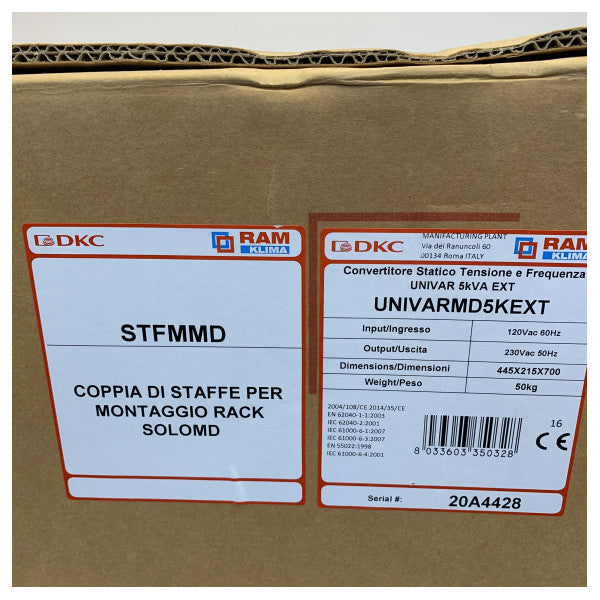 DKC
RAM
KLIMA
STFMMD
COPPIA DI STAFFE PER
MONTAGGIO RACK
SOLOMD
DKC
MANIFACTURING PLANT
Via dei Ranuncoli 60
00134 Roma ITALY
RAM
KLIMA
Convertitore Statico Tensione e Frequenza
UNIVAR 5kVA EXT
UNIVARMD5KEXT
Input/Ingresso 120Vac 60Hz
Output/Uscita 230Vac 50Hz
Dimensions/Dimensioni 445X215X700
Weight/Peso 50kg
2004/108/CE 2014/35/CE
EN 62040-1-1:2003
IEC 62040-2:2001
IEC 61000-6-1:2007
IEC 61000-6-3:2007
EN 55022:1998
IEC 61000-6-4:2001
8 033603 350328
16
CE
Serial #: 20A4428